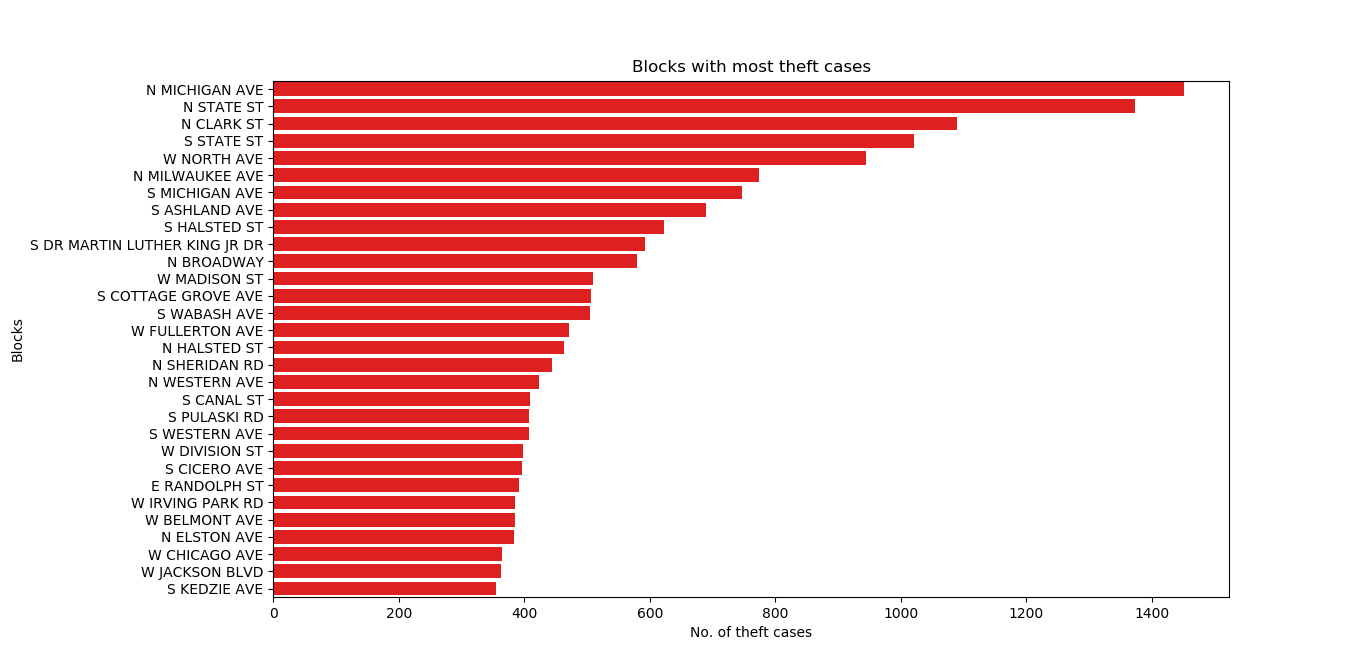 Blocks with most theft cases
N MICHIGAN AVE
N STATE ST
N CLARK ST
S STATE ST
W NORTH AVE
N MILWAUKEE AVE
S MICHIGAN AVE
S ASHLAND AVE
S HALSTED ST
S DR MARTIN LUTHER KING JR DR
N BROADWAY
W MADISON ST
S COTTAGE GROVE AVE
S WABASH AVE
W FULLERTON AVE
N HALSTED ST
N SHERIDAN RD
N WESTERN AVE
S CANAL ST
S PULASKI RD
S WESTERN AVE
W DIVISION ST
S CICERO AVE
E RANDOLPH ST
W IRVING PARK RD
W BELMONT AVE
N ELSTON AVE
W CHICAGO AVE
W JACKSON BLVD
S KEDZIE AVE
Blocks
0 200 400 600 800 1000 1200 1400
No. of theft cases